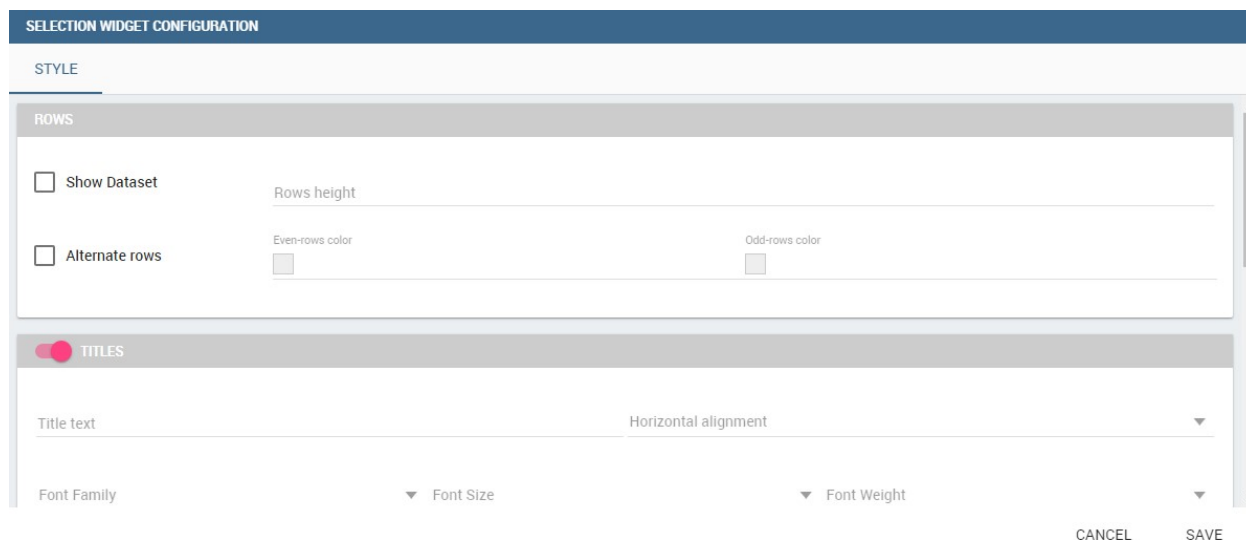 SELECTION WIDGET CONFIGURATION
STYLE
ROWS
Show Dataset
Rows height
Alternate rows
Even-rows color
Odd-rows color
TITLES
Title text
Horizontal alignment
Font Family
Font Size
Font Weight
CANCEL
SAVE